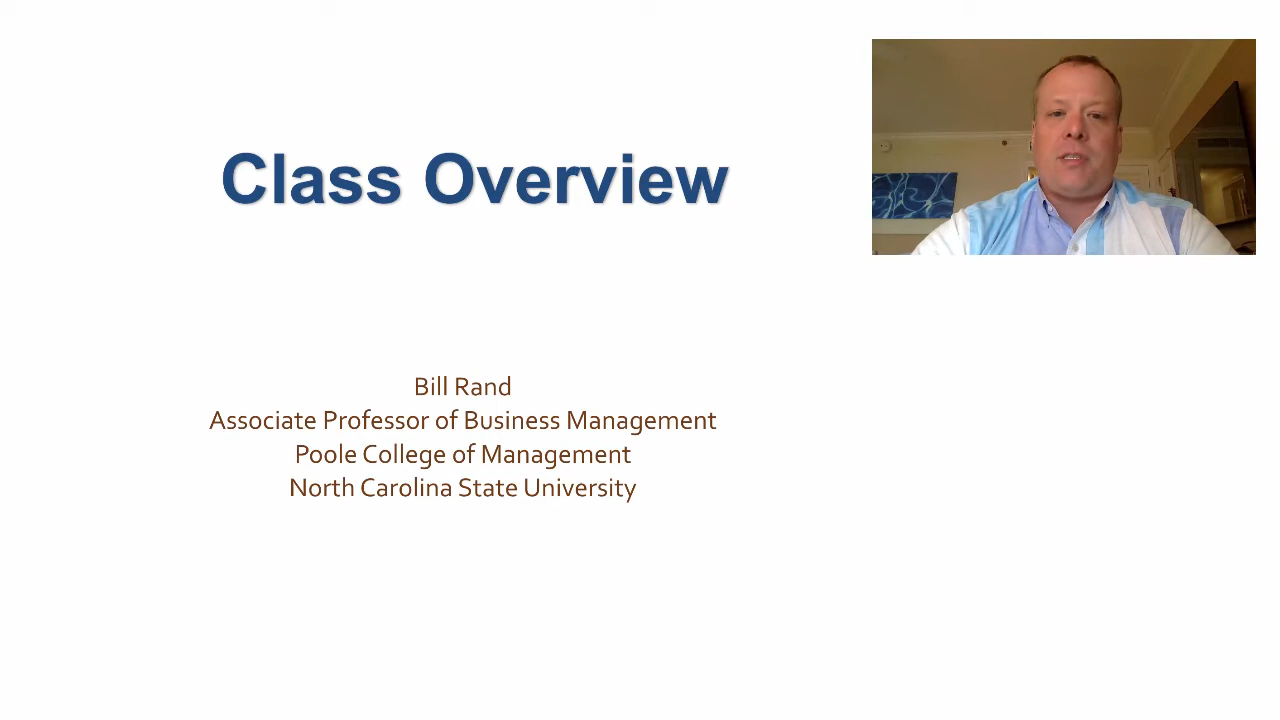 Class Overview
Bill Rand
Associate Professor of Business Management
Poole College of Management
North Carolina State University